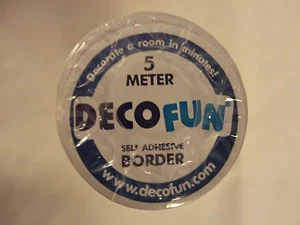 Decorate a room in minutes!
5
METER
DECOFUN®
SELF ADHESIVE
BORDER
www.decofun.com